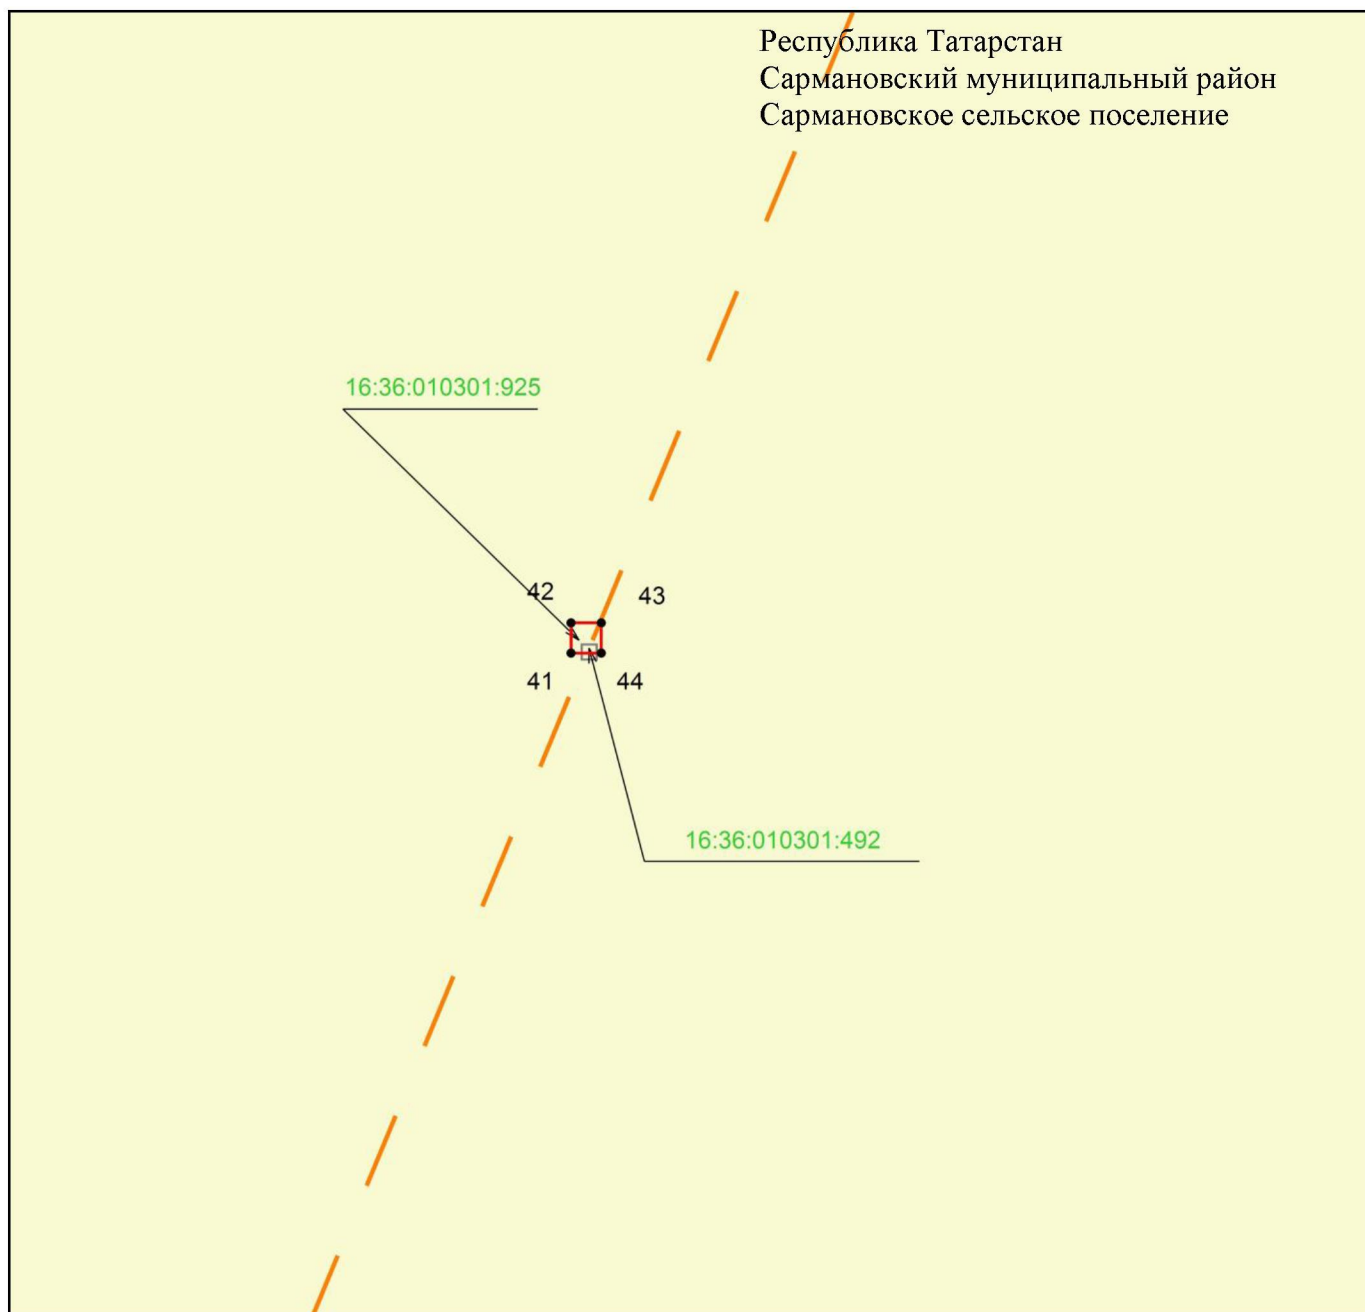 Республика Татарстан
Сармановский муниципальный район
Сармановское сельское поселение
16:36:010301:925
42
43
41
44
16:36:010301:492